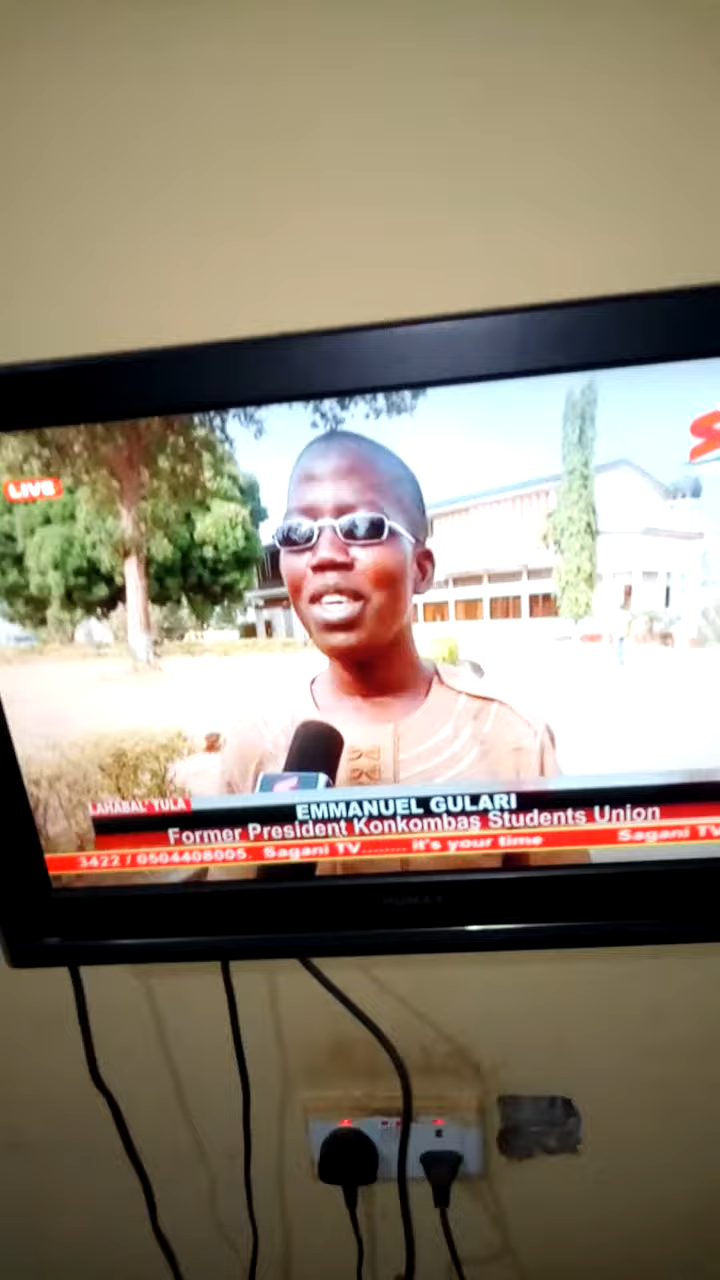 LIVE
S
LAHABAL' YULA
EMMANUEL GULARI
Former President Konkombas Students Union
3422 / 0504408005. Sagani TV........ it's your time Sagani TV